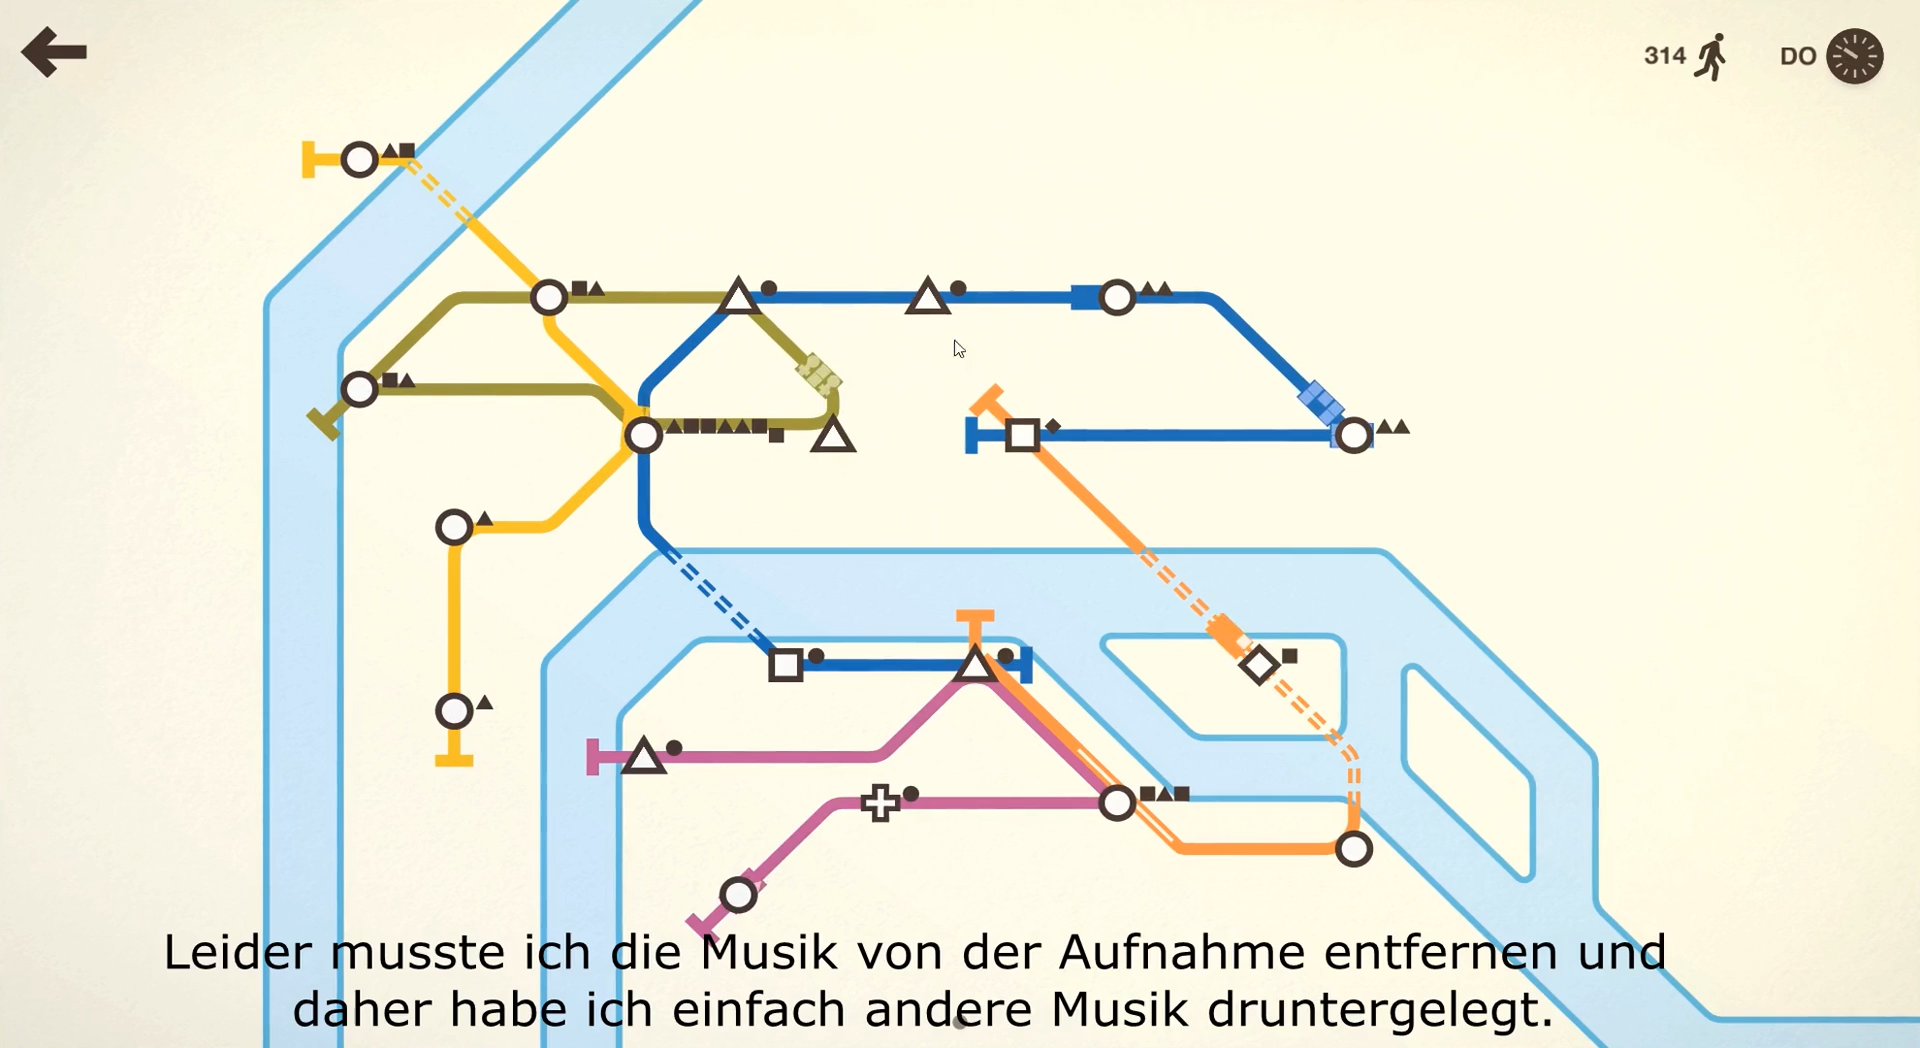 314
DO
Leider musste ich die Musik von der Aufnahme entfernen und
daher habe ich einfach andere Musik druntergelegt.